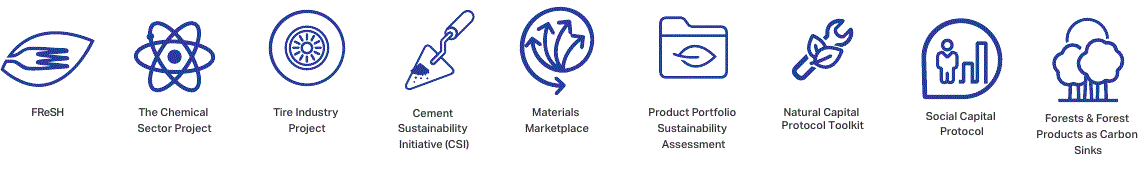 FReSH
The Chemical
Sector Project
Tire Industry
Project
Cement
Sustainability
Initiative (CSI)
Materials
Marketplace
Product Portfolio
Sustainability
Assessment
Natural Capital
Protocol Toolkit
Social Capital
Protocol
Forests & Forest
Products as Carbon
Sinks